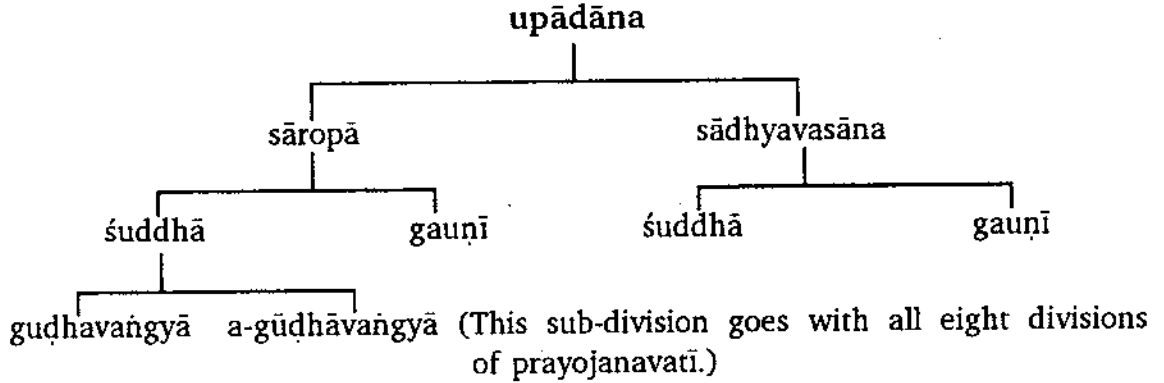 upādāna
sāropā sādhyavasāna
śuddhā gauṇī śuddhā gauṇī
guḍhavaṅgyā a-gūḍhāvaṅgyā (This sub-division goes with all eight divisions
of prayojanavatī.)